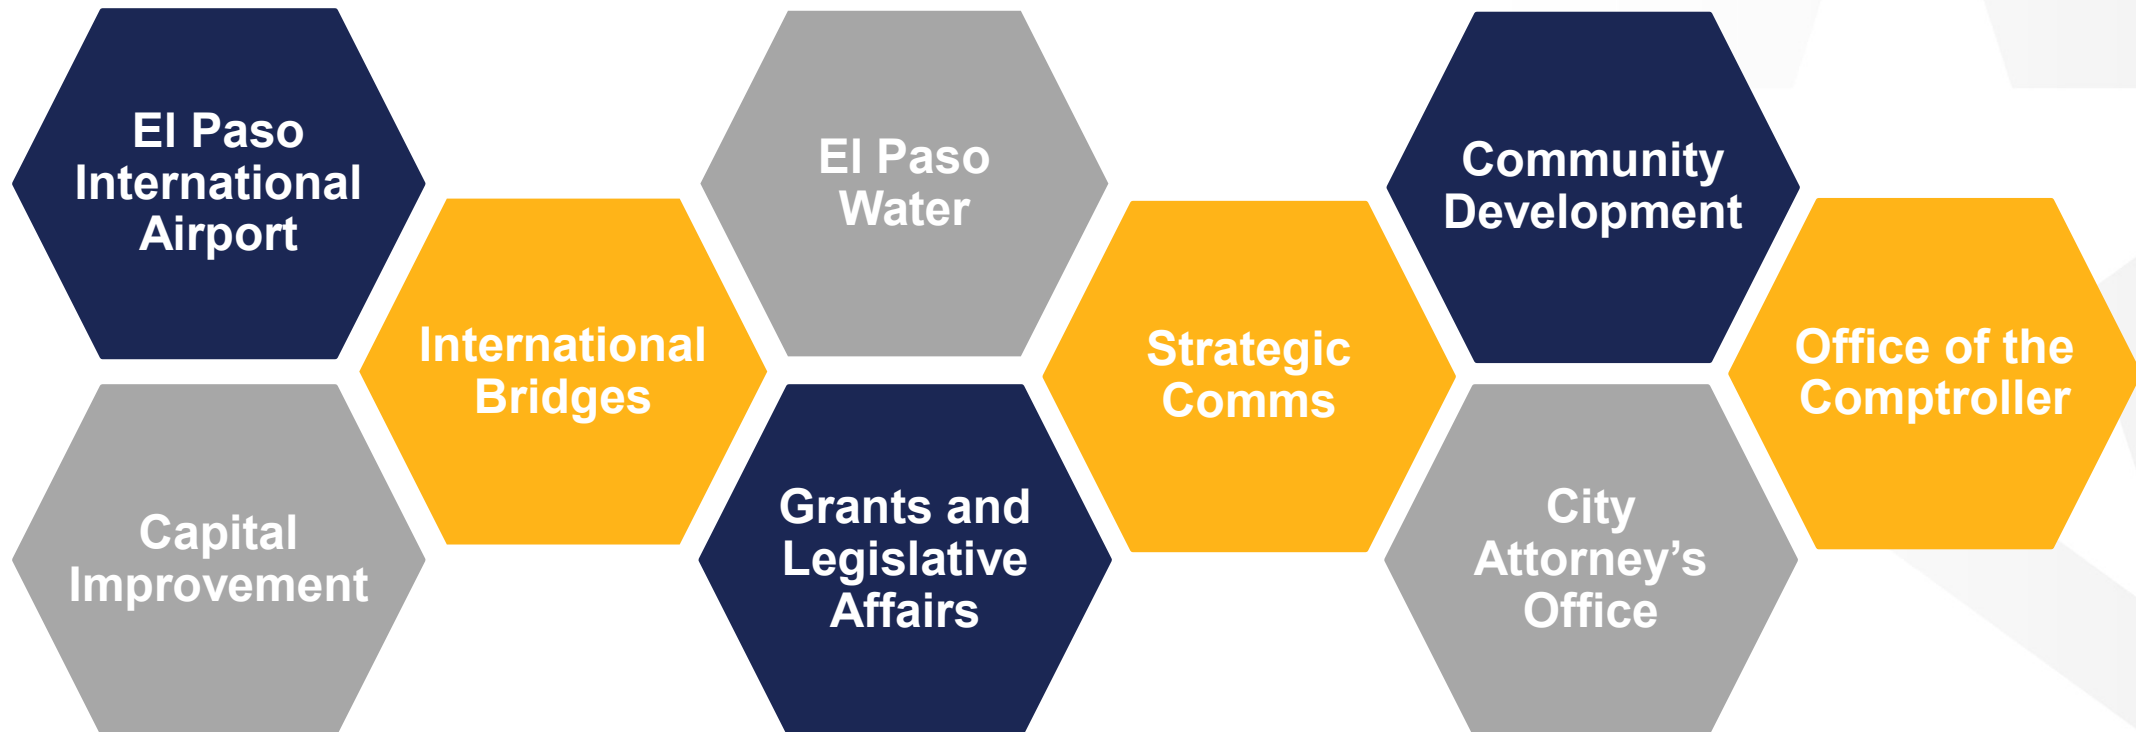 El Paso
International
Airport
Capital
Improvement
International
Bridges
El Paso
Water
Grants and
Legislative
Affairs
Strategic
Comms
Community
Development
City
Attorney’s
Office
Office of the
Comptroller